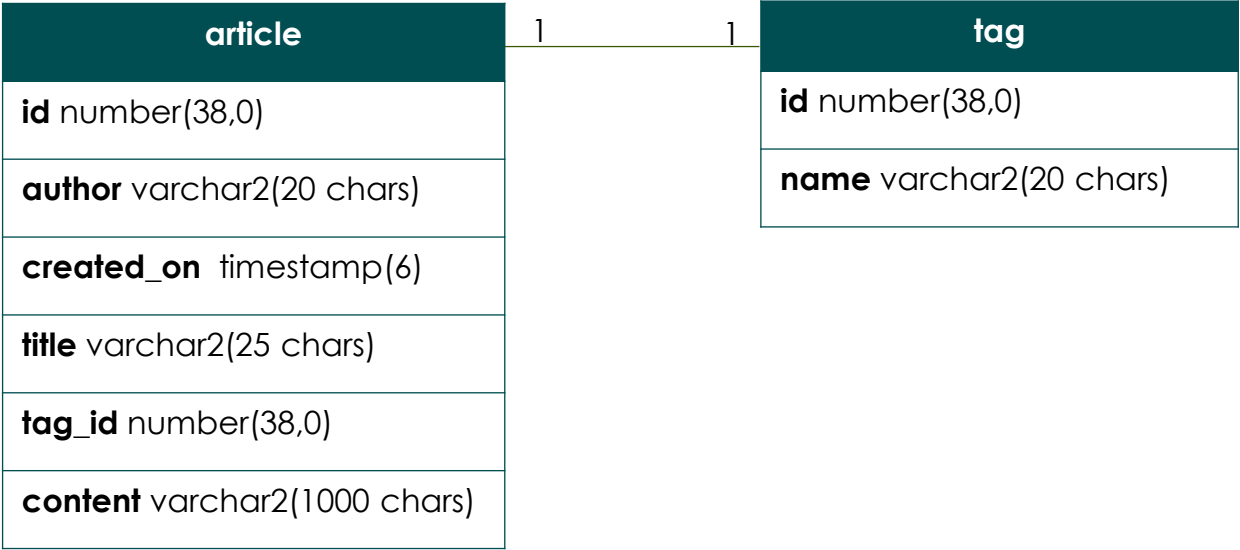 article
id number(38,0)
author varchar2(20 chars)
created_on timestamp(6)
title varchar2(25 chars)
tag_id number(38,0)
content varchar2(1000 chars)
1
1
tag
id number(38,0)
name varchar2(20 chars)